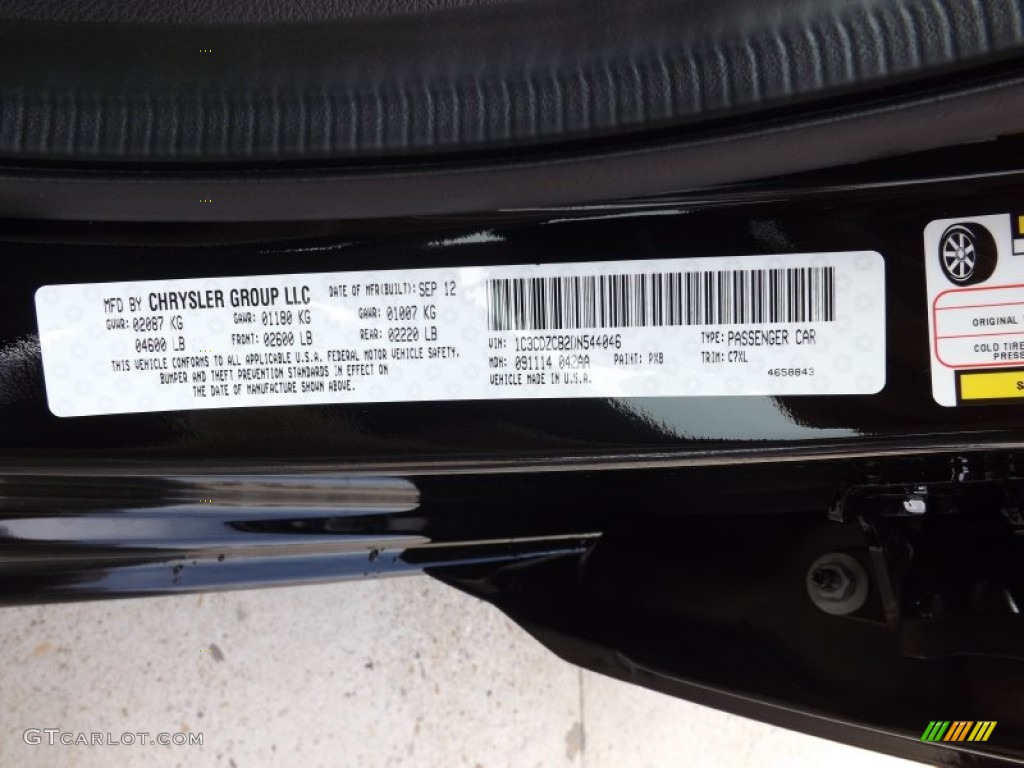 MFD BY CHRYSLER GROUP LLC DATE OF MFR(BUILT): SEP 12
GVWR: 02087 KG GAWR: 01180 KG GAWR: 01007 KG
04600 LB FRONT: 02600 LB REAR: 02220 LB
THIS VEHICLE CONFORMS TO ALL APPLICABLE U.S.A. FEDERAL MOTOR VEHICLE SAFETY,
BUMPER AND THEFT PREVENTION STANDARDS IN EFFECT ON
THE DATE OF MANUFACTURE SHOWN ABOVE.
VIN: 1C3CDZCB2DN544046 TYPE: PASSENGER CAR
MDH: 091114 042AA PAINT: PXB TRIM: C7XL
VEHICLE MADE IN U.S.A. 4658843
ORIGINAL
COLD TIRE
PRESS
GTCARLOT.COM